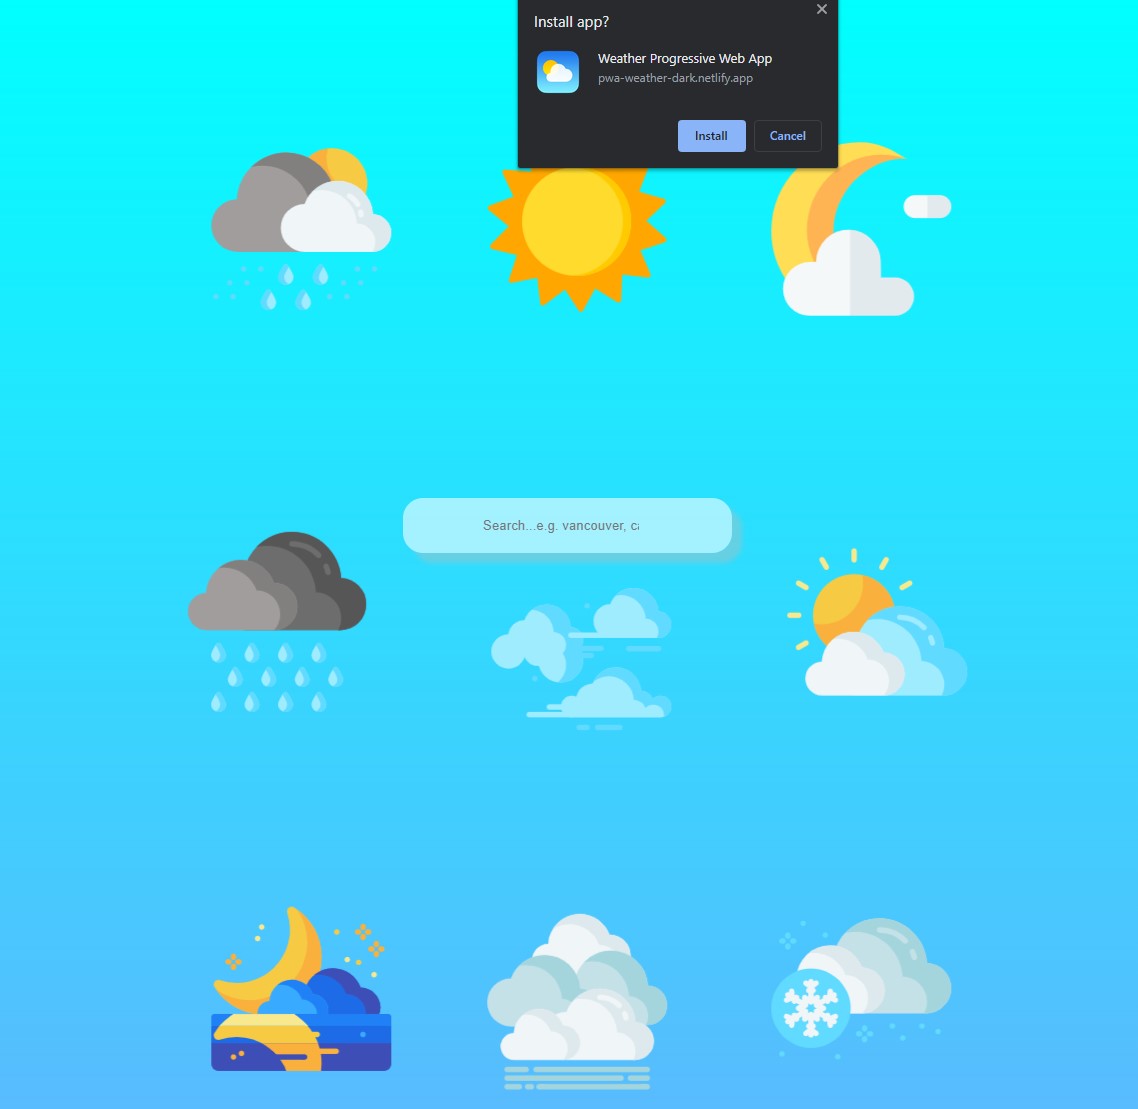 Install app?
Weather Progressive Web App
pwa-weather-dark.netlify.app
Install
Cancel
Search...e.g. vancouver, ca